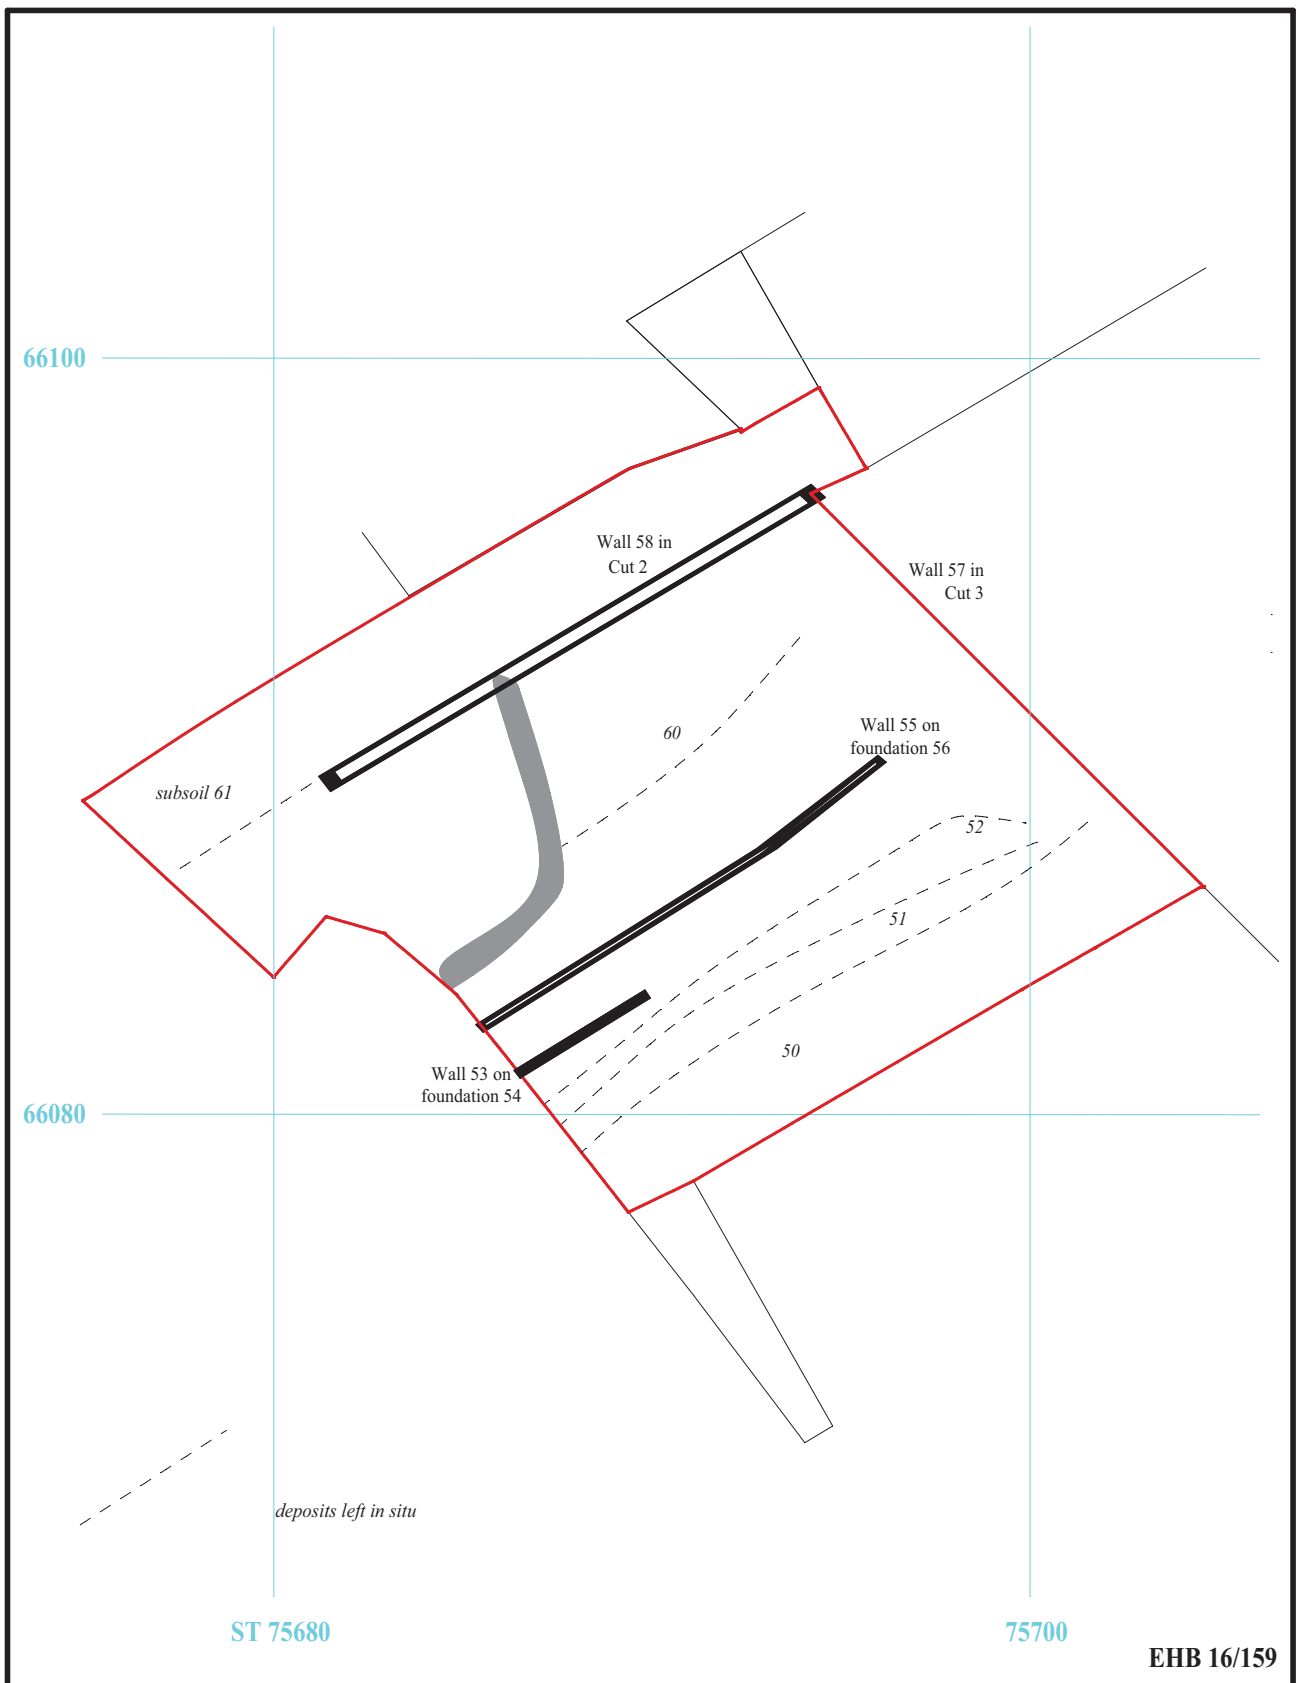 66100
Wall 58 in
Cut 2
Wall 57 in
Cut 3
60
Wall 55 on
foundation 56
subsoil 61
52
51
50
Wall 53 on
foundation 54
66080
deposits left in situ
ST 75680
75700
EHB 16/159